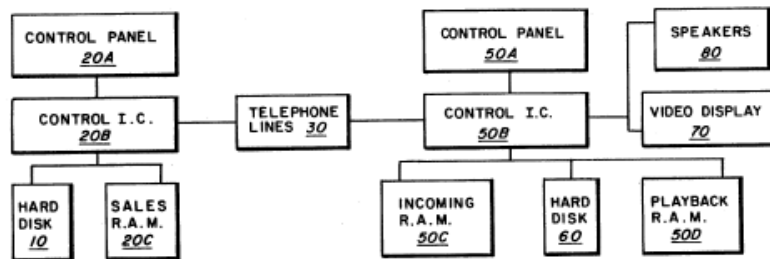 CONTROL PANEL
20A
CONTROL I.C.
20B
HARD
DISK
10
SALES
R.A.M.
20C
TELEPHONE
LINES 30
CONTROL PANEL
50A
CONTROL I.C.
50B
INCOMING
R.A.M.
50C
HARD
DISK
60
PLAYBACK
R.A.M.
50D
SPEAKERS
80
VIDEO DISPLAY
70